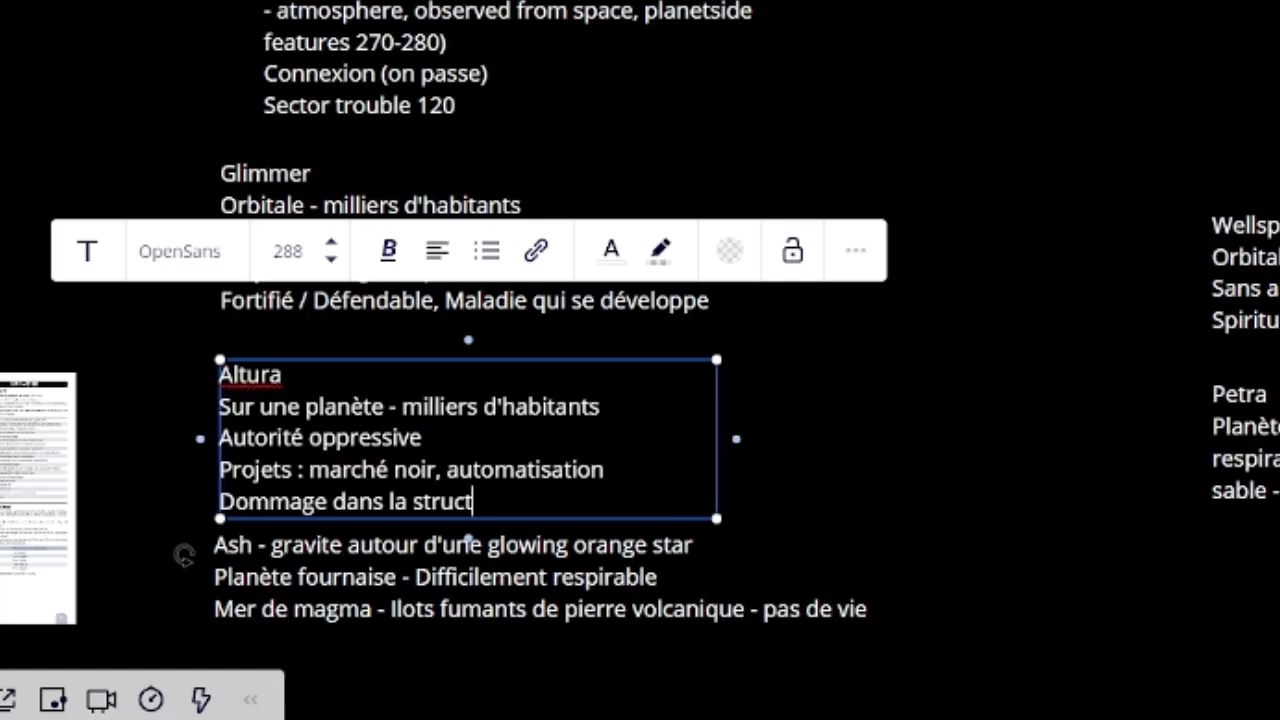 - atmosphere, observed from space, planetside
features 270-280)
Connexion (on passe)
Sector trouble 120
Glimmer
Orbitale - milliers d'habitants
OpenSans
288
Fortifié / Défendable, Maladie qui se développe
Altura
Sur une planète - milliers d'habitants
Autorité oppressive
Projets : marché noir, automatisation
Dommage dans la struct
Ash - gravite autour d'une glowing orange star
Planète fournaise - Difficilement respirable
Mer de magma - Ilots fumants de pierre volcanique - pas de vie
Wellsp
Orbital
Sans a
Spiritu
Petra
Planète
respira
sable -